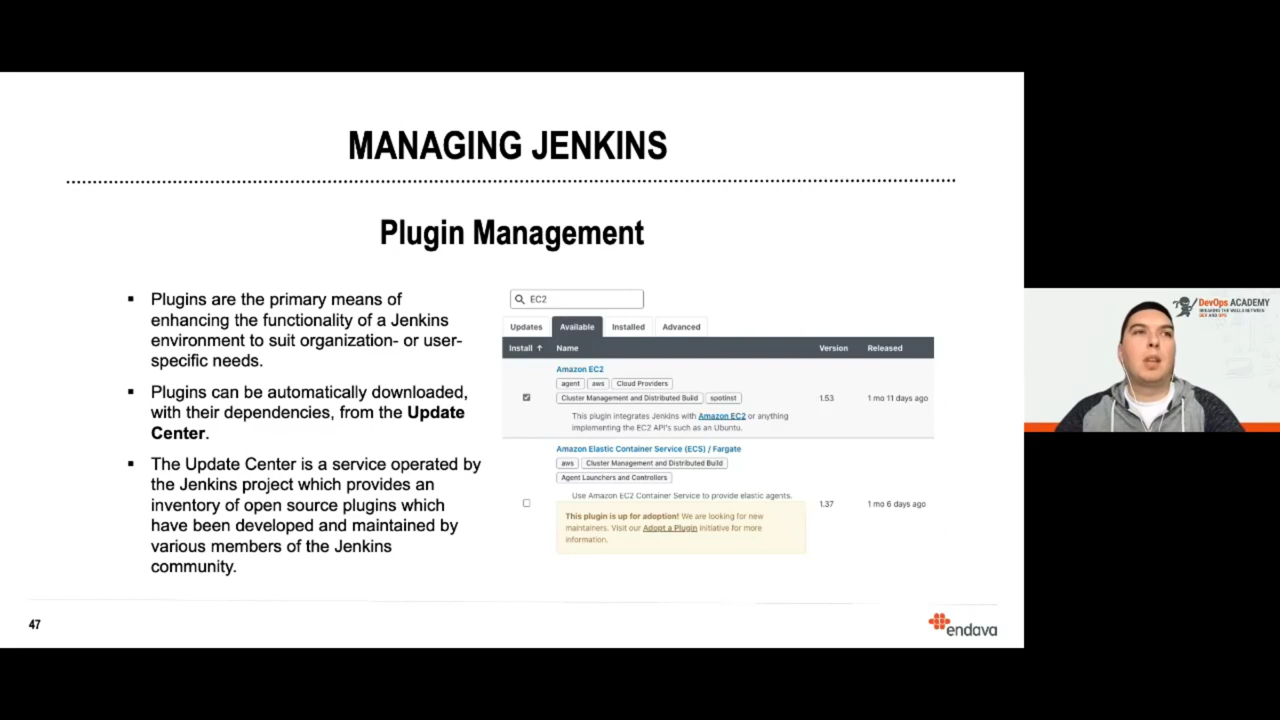 MANAGING JENKINS
Plugin Management
▪ Plugins are the primary means of
enhancing the functionality of a Jenkins
environment to suit organization- or user-
specific needs.
▪ Plugins can be automatically downloaded,
with their dependencies, from the Update
Center.
▪ The Update Center is a service operated by
the Jenkins project which provides an
inventory of open source plugins which
have been developed and maintained by
various members of the Jenkins
community.
EC2
Updates Available Installed Advanced
Install ↑ Name Version Released
Amazon EC2
agent aws Cloud Providers
Cluster Management and Distributed Build spotinst
1.53 1 mo 11 days ago
This plugin integrates Jenkins with Amazon EC2 or anything
implementing the EC2 API's such as an Ubuntu.
Amazon Elastic Container Service (ECS) / Fargate
aws Cluster Management and Distributed Build
Agent Launchers and Controllers
Use Amazon EC2 Container Service to provide elastic agents.
1.37 1 mo 6 days ago
This plugin is up for adoption! We are looking for new
maintainers. Visit our Adopt a Plugin initiative for more
information.
47
endava
DevOps ACADEMY
BREAKING THE WALLS BETWEEN
DEV AND OPS